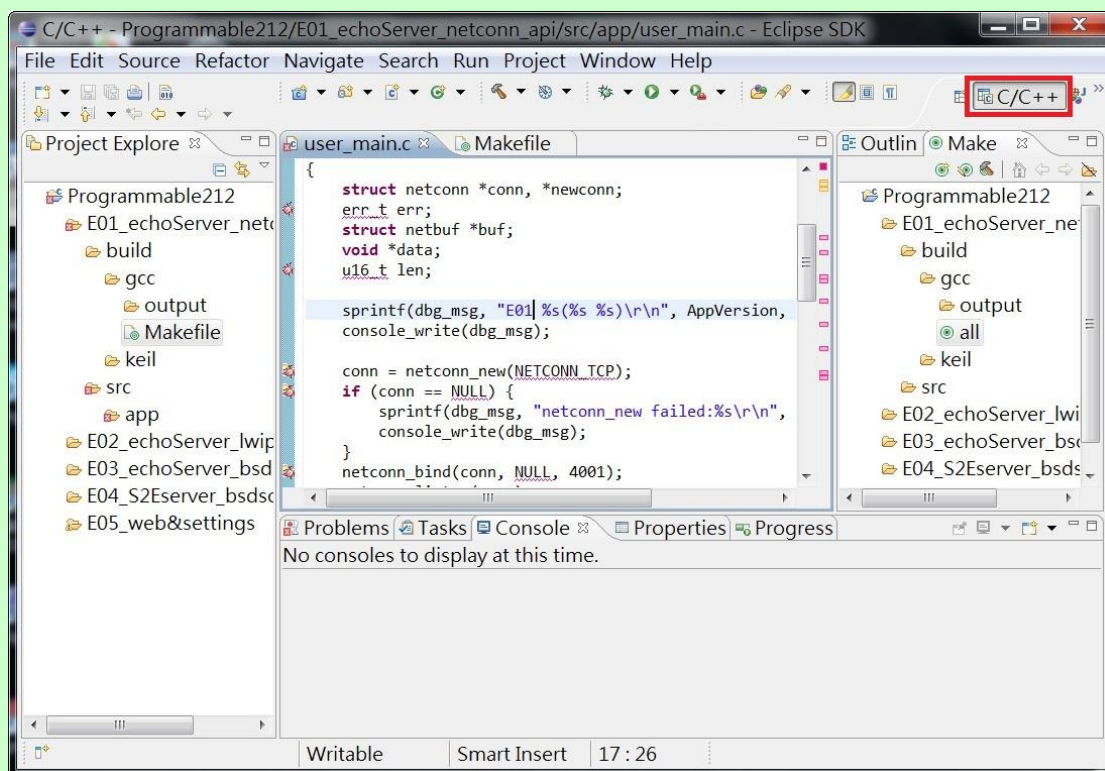 C/C++ - Programmable212/E01_echoServer_netconn_api/src/app/user_main.c - Eclipse SDK
File Edit Source Refactor Navigate Search Run Project Window Help
C/C++
Project Explore
Programmable212
E01_echoServer_netc
build
gcc
output
Makefile
keil
src
app
E02_echoServer_lwip
E03_echoServer_bsd
E04_S2Eserver_bsdsc
E05_web&settings
user_main.c Makefile
{
struct netconn *conn, *newconn;
err_t err;
struct netbuf *buf;
void *data;
u16_t len;
sprintf(dbg_msg, "E01 %s(%s %s)\r\n", AppVersion,
console_write(dbg_msg);
conn = netconn_new(NETCONN_TCP);
if (conn == NULL) {
sprintf(dbg_msg, "netconn_new failed:%s\r\n",
console_write(dbg_msg);
}
netconn_bind(conn, NULL, 4001);
Outlin Make
Programmable212
E01_echoServer_ne
build
gcc
output
all
keil
src
E02_echoServer_lwi
E03_echoServer_bsc
E04_S2Eserver_bsds
Problems Tasks Console Properties Progress
No consoles to display at this time.
Writable Smart Insert 17 : 26